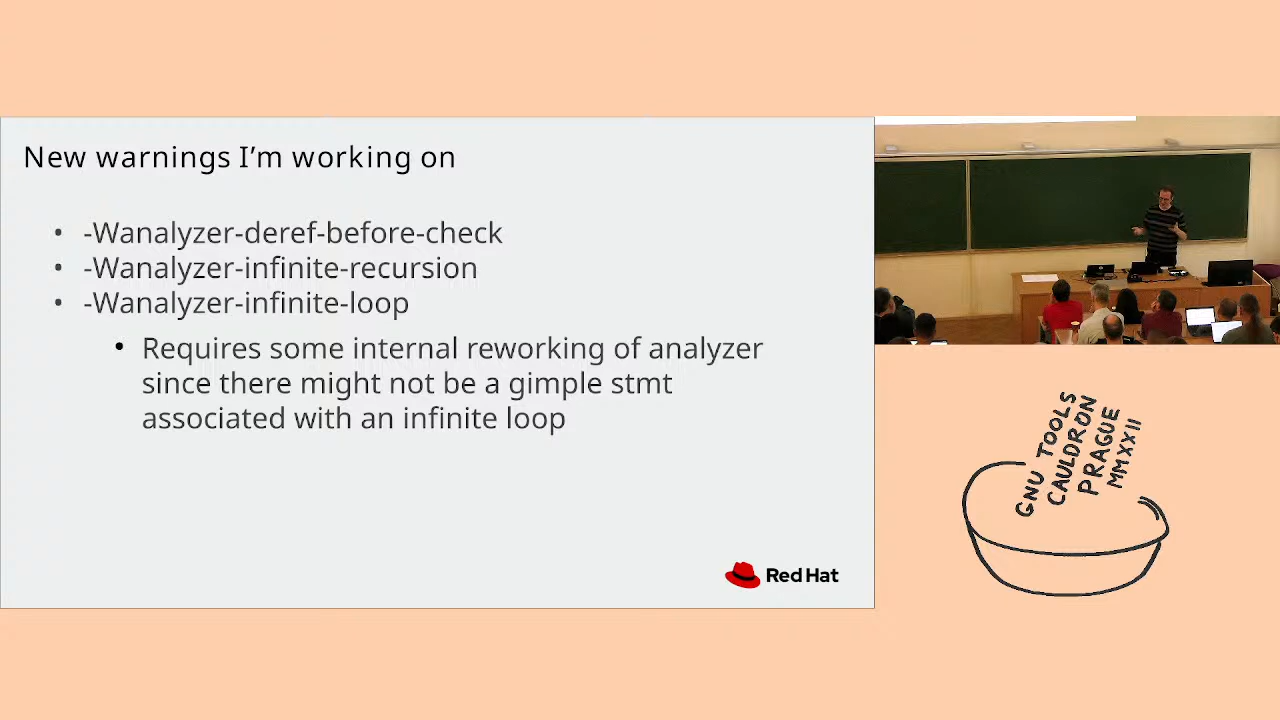 New warnings I’m working on
• -Wanalyzer-deref-before-check
• -Wanalyzer-infinite-recursion
• -Wanalyzer-infinite-loop
• Requires some internal reworking of analyzer
since there might not be a gimple stmt
associated with an infinite loop
Red Hat
GNU TOOLS
CAULDRON
PRAGUE
MMXXII